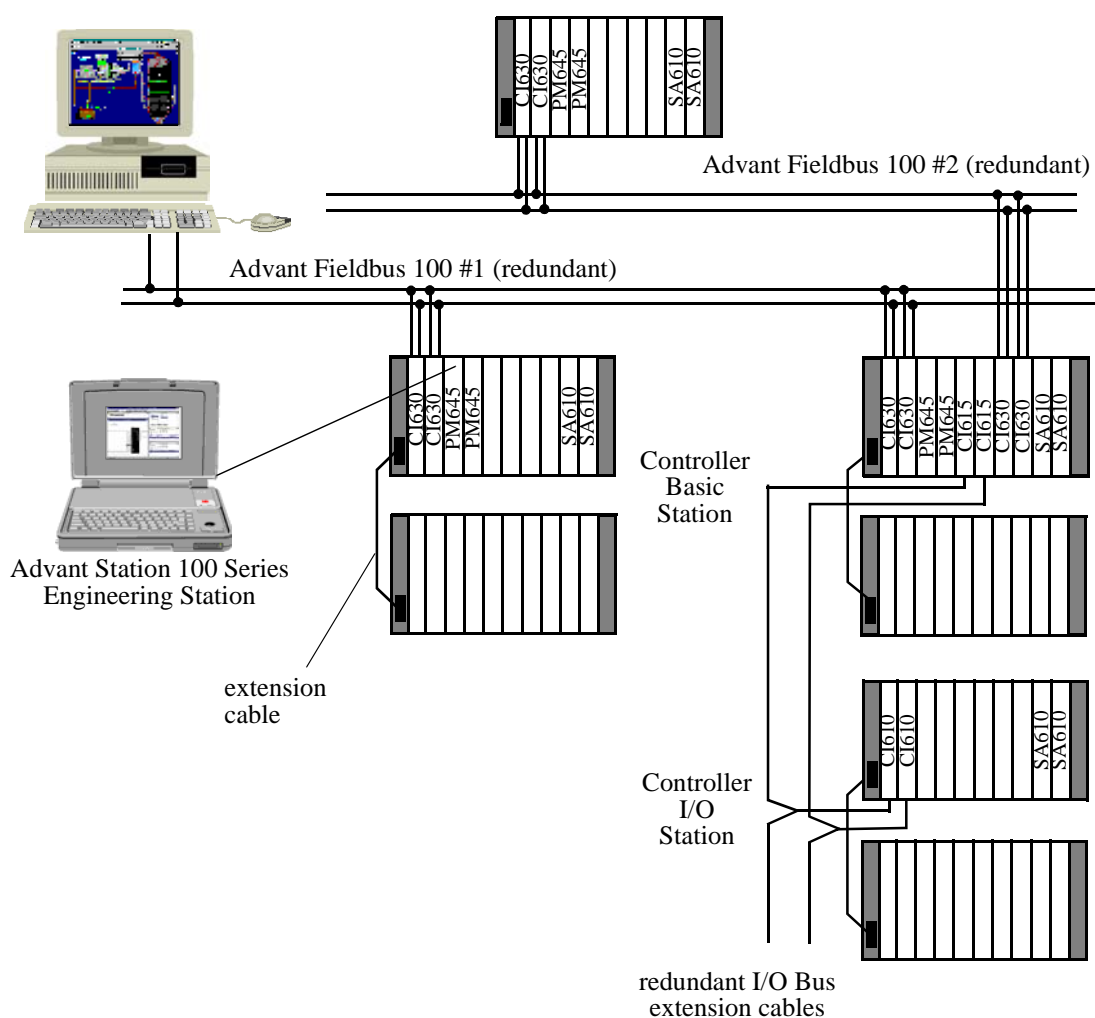 CI630
CI630
PM645
PM645
SA610
SA610
Advant Fieldbus 100 #2 (redundant)
Advant Fieldbus 100 #1 (redundant)
CI630
CI630
PM645
PM645
SA610
SA610
Controller
Basic
Station
CI630
CI630
PM645
PM645
CI615
CI615
CI630
CI630
SA610
SA610
Advant Station 100 Series
Engineering Station
extension
cable
Controller
I/O
Station
CI610
CI610
SA610
SA610
redundant I/O Bus
extension cables